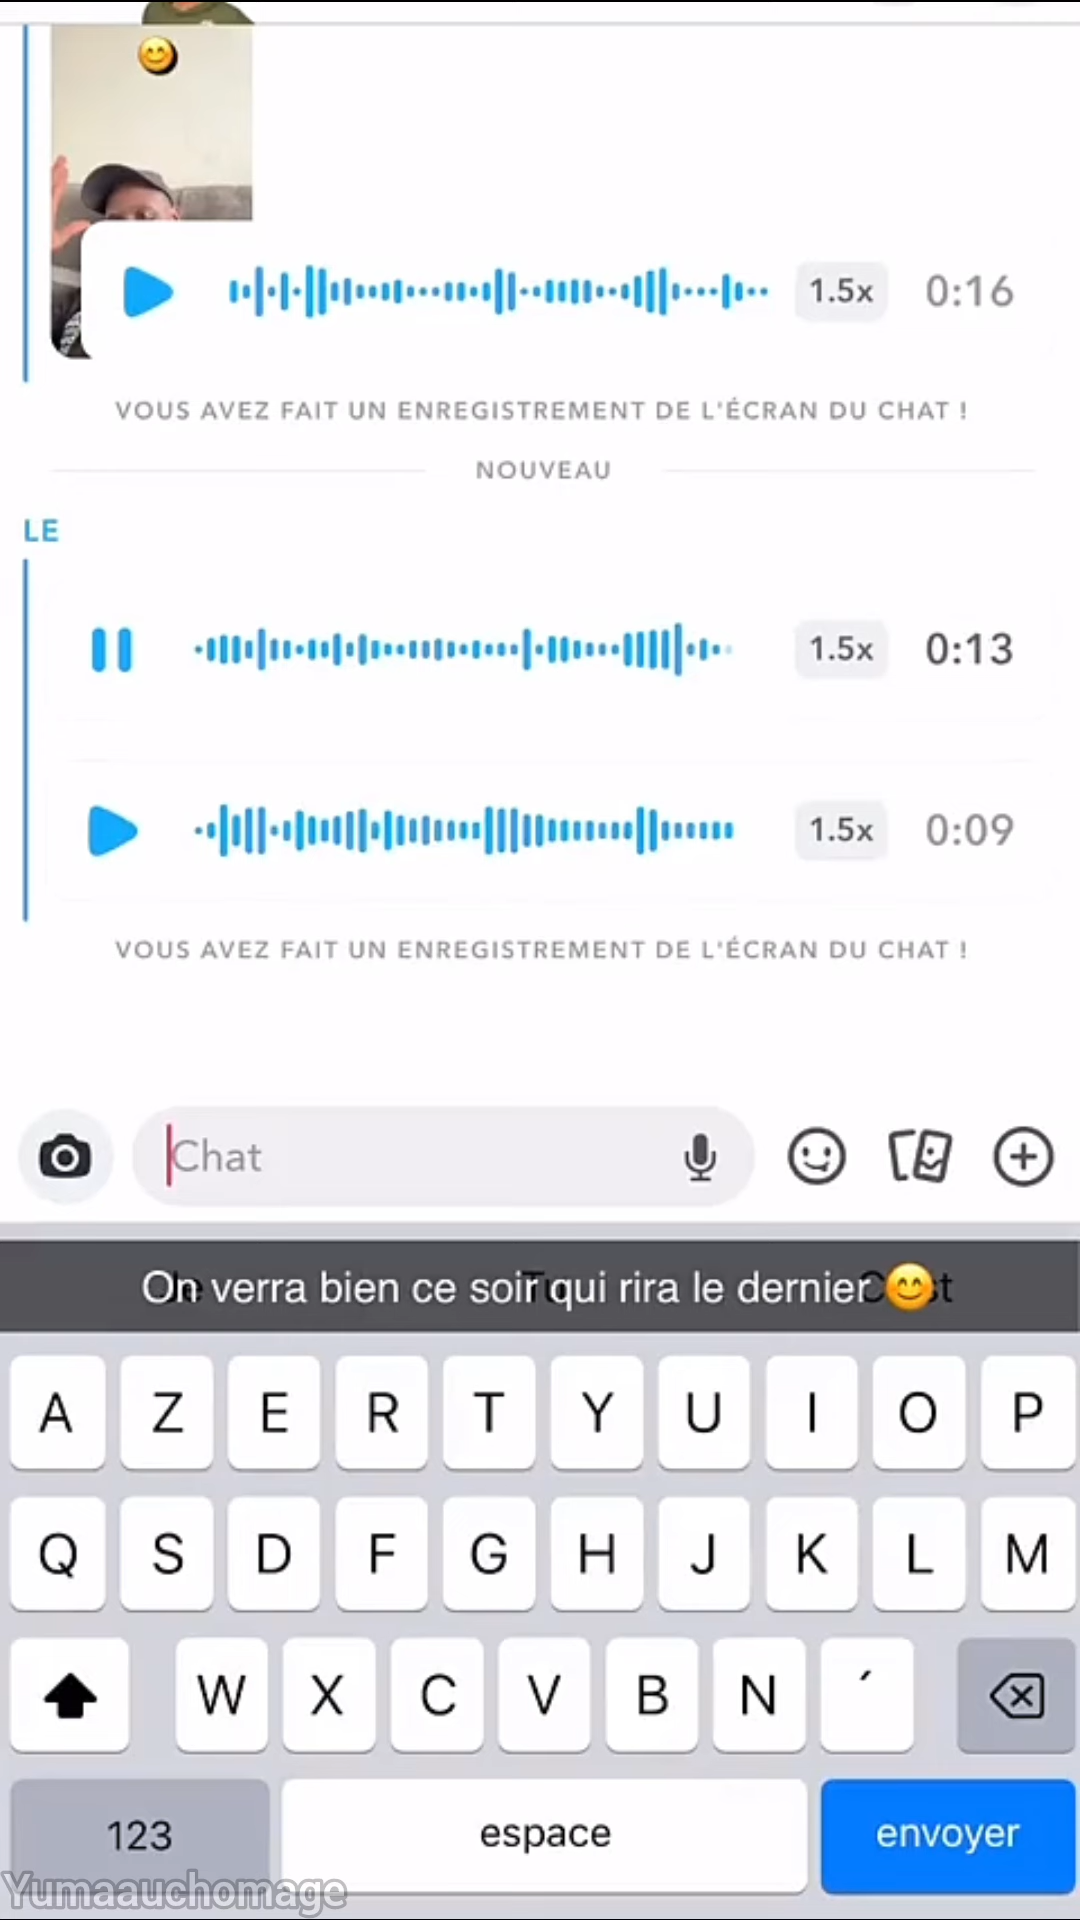 1.5x 0:16
VOUS AVEZ FAIT UN ENREGISTREMENT DE L'ÉCRAN DU CHAT !
NOUVEAU
LE
1.5x 0:13
1.5x 0:09
VOUS AVEZ FAIT UN ENREGISTREMENT DE L'ÉCRAN DU CHAT !
Chat
On verra bien ce soir qui rira le dernier 😊
A Z E R T Y U I O P
Q S D F G H J K L M
W X C V B N ´
123 espace envoyer
Yumaauchomage